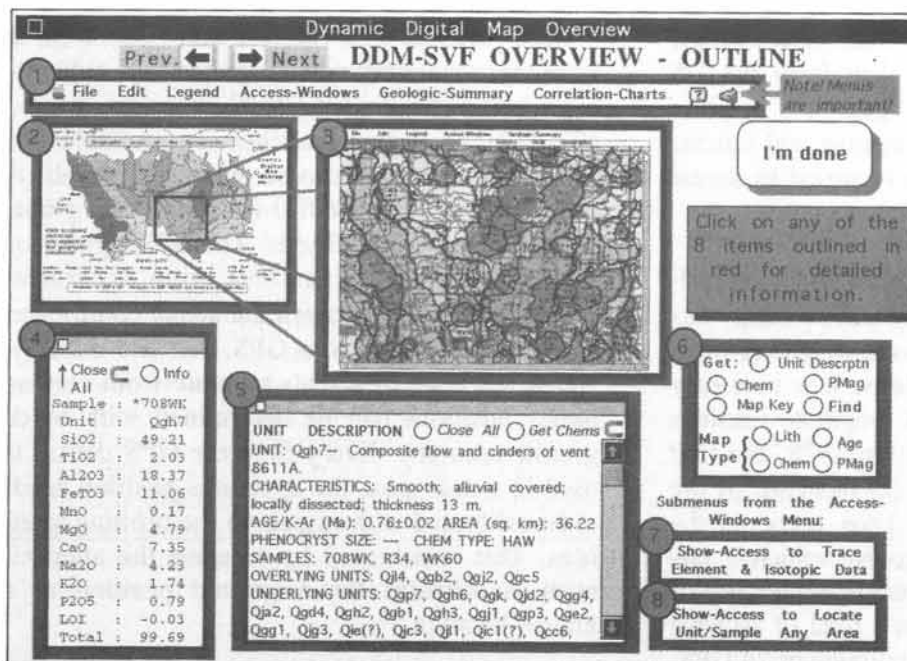 Dynamic Digital Map Overview
Prev. Next DDM-SVF OVERVIEW - OUTLINE
1
File Edit Legend Access-Windows Geologic-Summary Correlation-Charts ?
Note! Menus
are important!
2
3
I'm done
Click on any of the
8 items outlined in
red for detailed
information.
4
↑ Close Info
All
Sample : *708WK
Unit : Qgh7
SiO2 : 49.21
TiO2 : 2.03
Al2O3 : 18.37
FeTO3 : 11.06
MnO : 0.17
MgO : 4.79
CaO : 7.35
Na2O : 4.23
K2O : 1.74
P2O5 : 0.79
LOI : -0.03
Total : 99.69
5
UNIT DESCRIPTION Close All Get Chems
UNIT: Qgh7-- Composite flow and cinders of vent
8611A.
CHARACTERISTICS: Smooth; alluvial covered;
locally dissected; thickness 13 m.
AGE/K-Ar (Ma): 0.76±0.02 AREA (sq km): 36.22
PHENOCRYST SIZE: --- CHEM TYPE: HAW
SAMPLES: 708WK, R34, WK60
OVERLYING UNITS: Qjl4, Qgb2, Qgj2, Qgc5
UNDERLYING UNITS: Qgp7, Qgh6, Qgk, Qjd2, Qgg4,
Qja2, Qgd4, Qgh2, Qgb1, Qgh3, Qgj1, Qgp3, Qge2,
Qgg1, Qjg3, Qie(?), Qjc3, Qjl1, Qic1(?), Qcc6,
6
Get: Unit Descrptn
Chem PMag
Map Key Find
Map Type { Lith Age
Chem PMag
Submenus from the Access-
Windows Menu:
7
Show-Access to Trace
Element & Isotopic Data
8
Show-Access to Locate
Unit/Sample Any Area